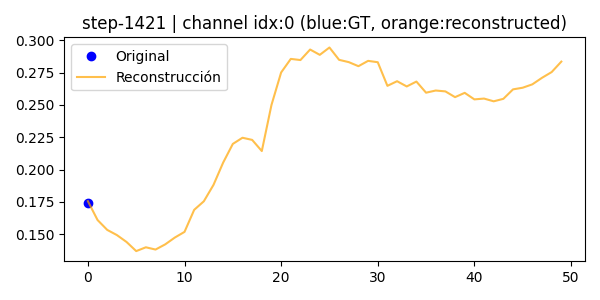 step-1421 | channel idx:0 (blue:GT, orange:reconstructed)
Original
Reconstrucción
0.300
0.275
0.250
0.225
0.200
0.175
0.150
0 10 20 30 40 50